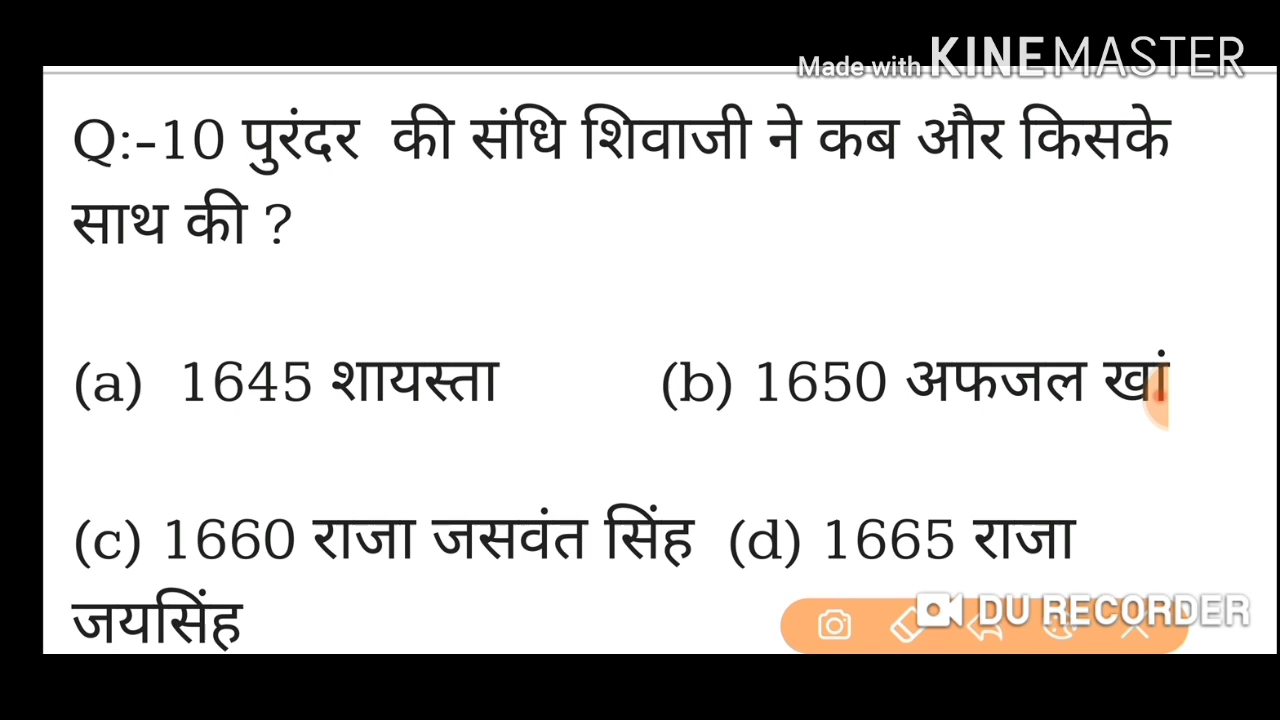 Made with KINEMASTER
Q:-10 पुरंदर की संधि शिवाजी ने कब और किसके
साथ की ?
(a) 1645 शायस्ता (b) 1650 अफजल खां
(c) 1660 राजा जसवंत सिंह (d) 1665 राजा
जयसिंह
DU RECORDER